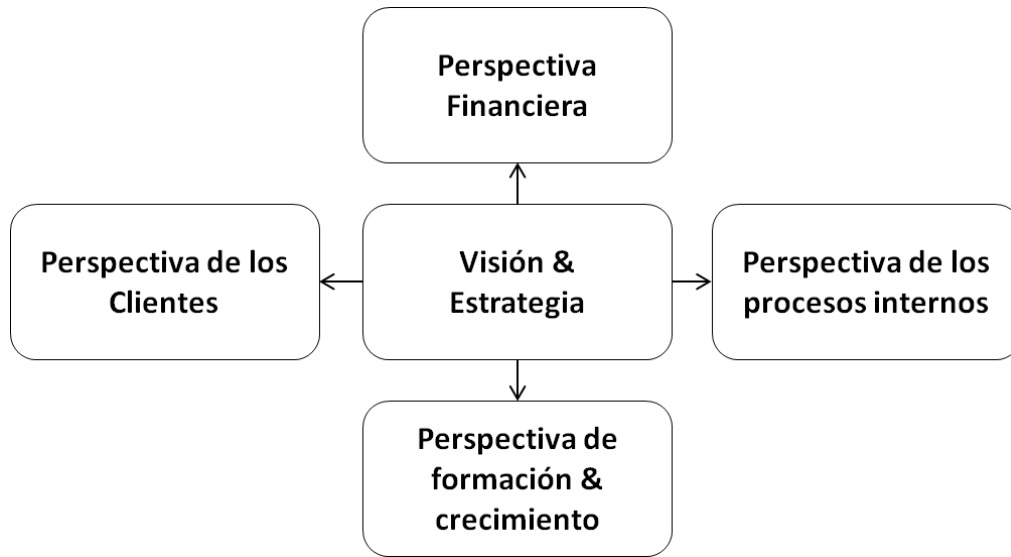 Perspectiva
Financiera
Perspectiva de los
Clientes
Visión &
Estrategia
Perspectiva de los
procesos internos
Perspectiva de
formación &
crecimiento